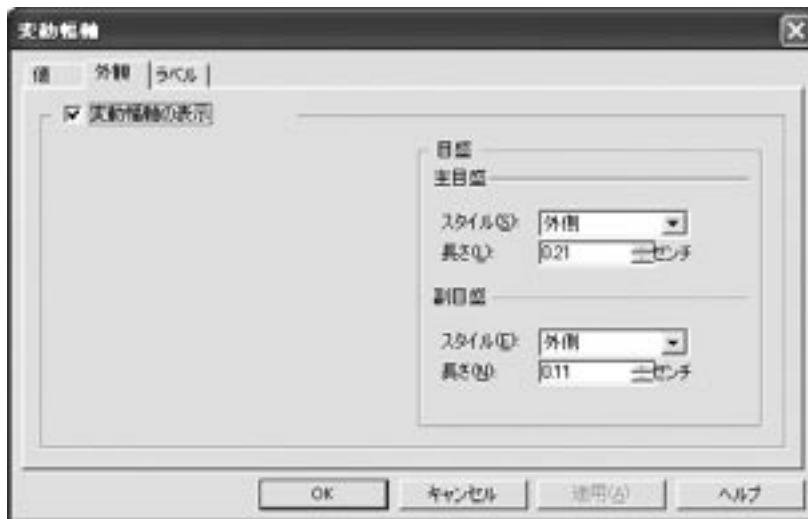 変動幅軸
値 外観 ラベル
変動幅軸の表示
目盛
主目盛
スタイル(S): 外側
長さ(L): 0.21 センチ
副目盛
スタイル(E): 外側
長さ(N): 0.11 センチ
OK キャンセル 適用(A) ヘルプ